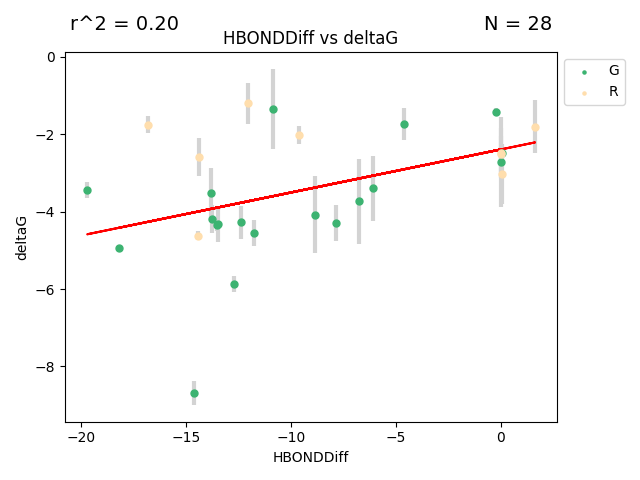 r^2 = 0.20
N = 28
HBONDDiff vs deltaG
G
R
0
−2
−4
−6
−8
deltaG
−20
−15
−10
−5
0
HBONDDiff